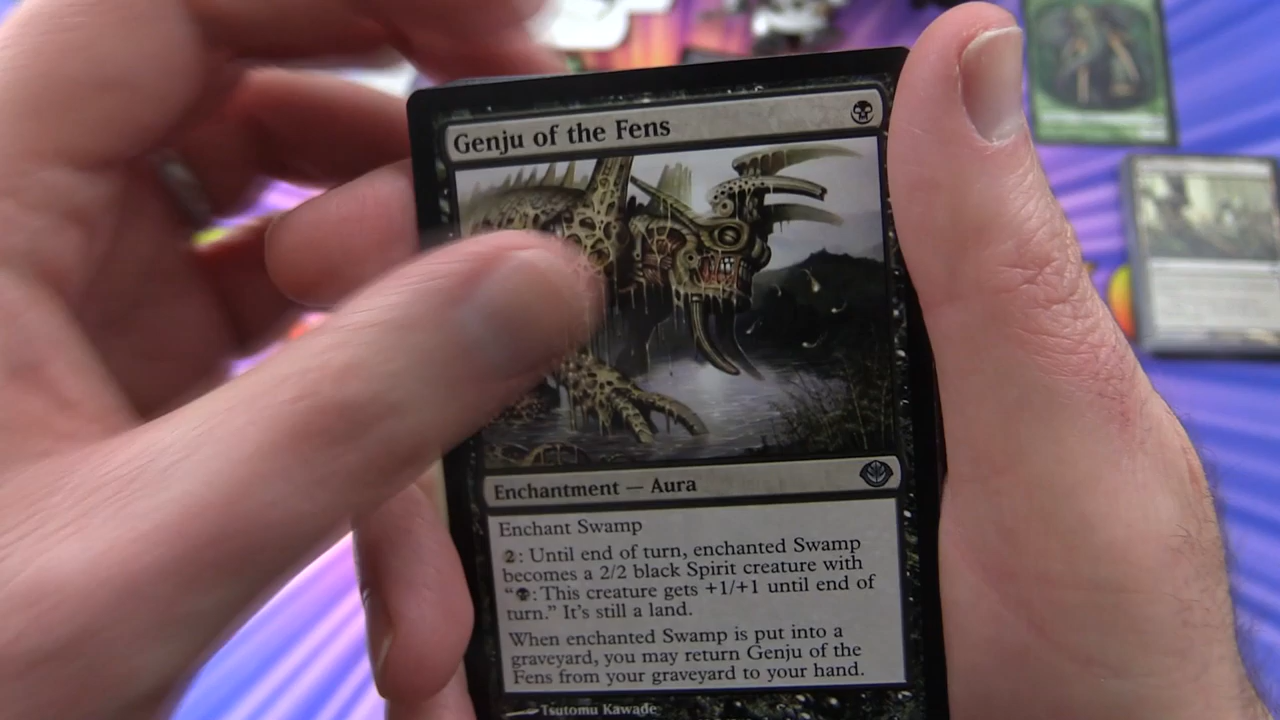 Genju of the Fens
Enchantment — Aura
Enchant Swamp
2: Until end of turn, enchanted Swamp
becomes a 2/2 black Spirit creature with
“ : This creature gets +1/+1 until end of
turn.” It’s still a land.
When enchanted Swamp is put into a
graveyard, you may return Genju of the
Fens from your graveyard to your hand.
Tsutomu Kawade